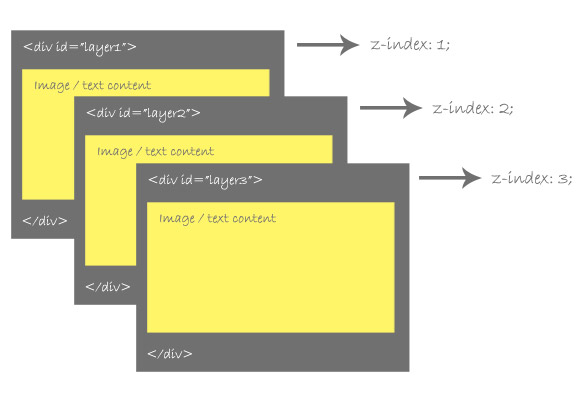 <div id="layer1">
z-index: 1;
Image / text content
<div id="layer2">
z-index: 2;
Image / text content
<div id="layer3">
z-index: 3;
Image / text content
</div>
</div>
</div>